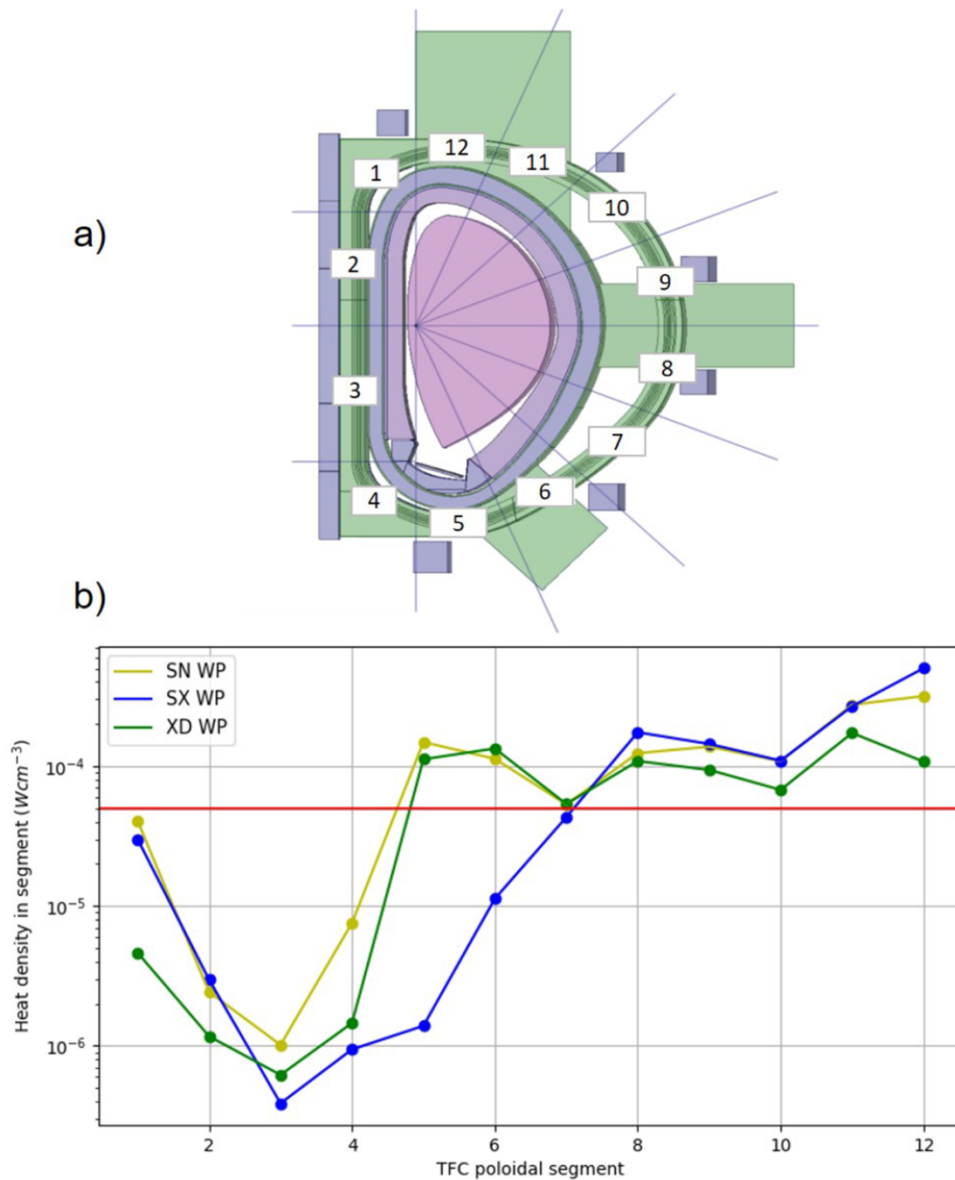 a)
12
11
1
10
2
9
3
8
7
4
6
5
b)
SN WP
SX WP
XD WP
Heat density in segment (Wcm⁻³)
10⁻⁴
10⁻⁵
10⁻⁶
2 4 6 8 10 12
TFC poloidal segment